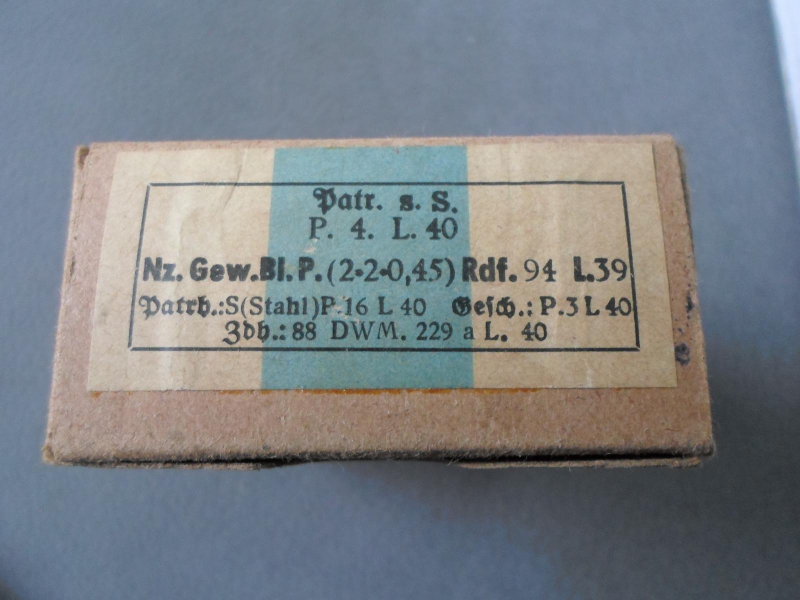 Patr. s. S.
P. 4. L. 40
Nz. Gew. Bl. P. (2·2·0,45) Rdf. 94 L. 39
Patrh.: S (Stahl) P. 16 L 40 Gesch.: P. 3 L 40
Zdh.: 88 DWM. 229 a L. 40